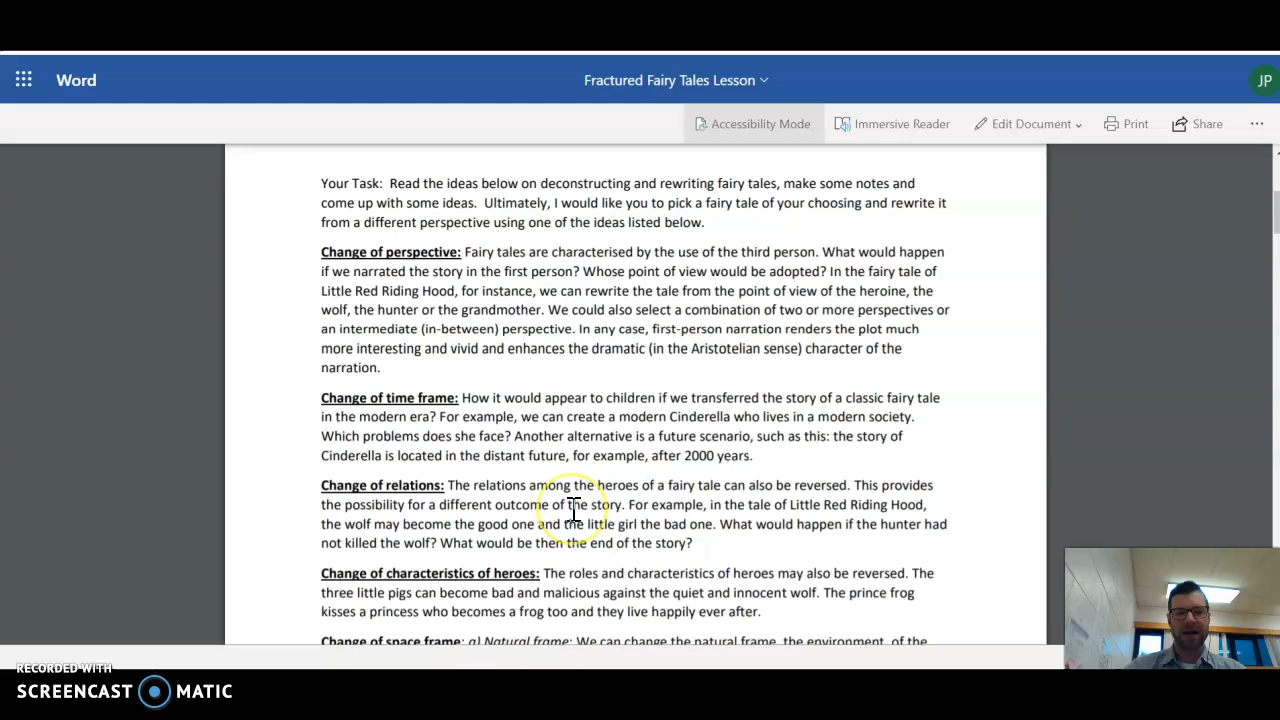 Word
Fractured Fairy Tales Lesson
JP
Accessibility Mode
Immersive Reader
Edit Document
Print
Share
Your Task: Read the ideas below on deconstructing and rewriting fairy tales, make some notes and
come up with some ideas. Ultimately, I would like you to pick a fairy tale of your choosing and rewrite it
from a different perspective using one of the ideas listed below.
Change of perspective: Fairy tales are characterised by the use of the third person. What would happen
if we narrated the story in the first person? Whose point of view would be adopted? In the fairy tale of
Little Red Riding Hood, for instance, we can rewrite the tale from the point of view of the heroine, the
wolf, the hunter or the grandmother. We could also select a combination of two or more perspectives or
an intermediate (in-between) perspective. In any case, first-person narration renders the plot much
more interesting and vivid and enhances the dramatic (in the Aristotelian sense) character of the
narration.
Change of time frame: How it would appear to children if we transferred the story of a classic fairy tale
in the modern era? For example, we can create a modern Cinderella who lives in a modern society.
Which problems does she face? Another alternative is a future scenario, such as this: the story of
Cinderella is located in the distant future, for example, after 2000 years.
Change of relations: The relations among the heroes of a fairy tale can also be reversed. This provides
the possibility for a different outcome of the story. For example, in the tale of Little Red Riding Hood,
the wolf may become the good one and the little girl the bad one. What would happen if the hunter had
not killed the wolf? What would be then the end of the story?
Change of characteristics of heroes: The roles and characteristics of heroes may also be reversed. The
three little pigs can become bad and malicious against the quiet and innocent wolf. The prince frog
kisses a princess who becomes a frog too and they live happily ever after.
Change of space frame: a) Natural frame: We can change the natural frame, the environment, of the
RECORDED WITH
SCREENCAST MATIC